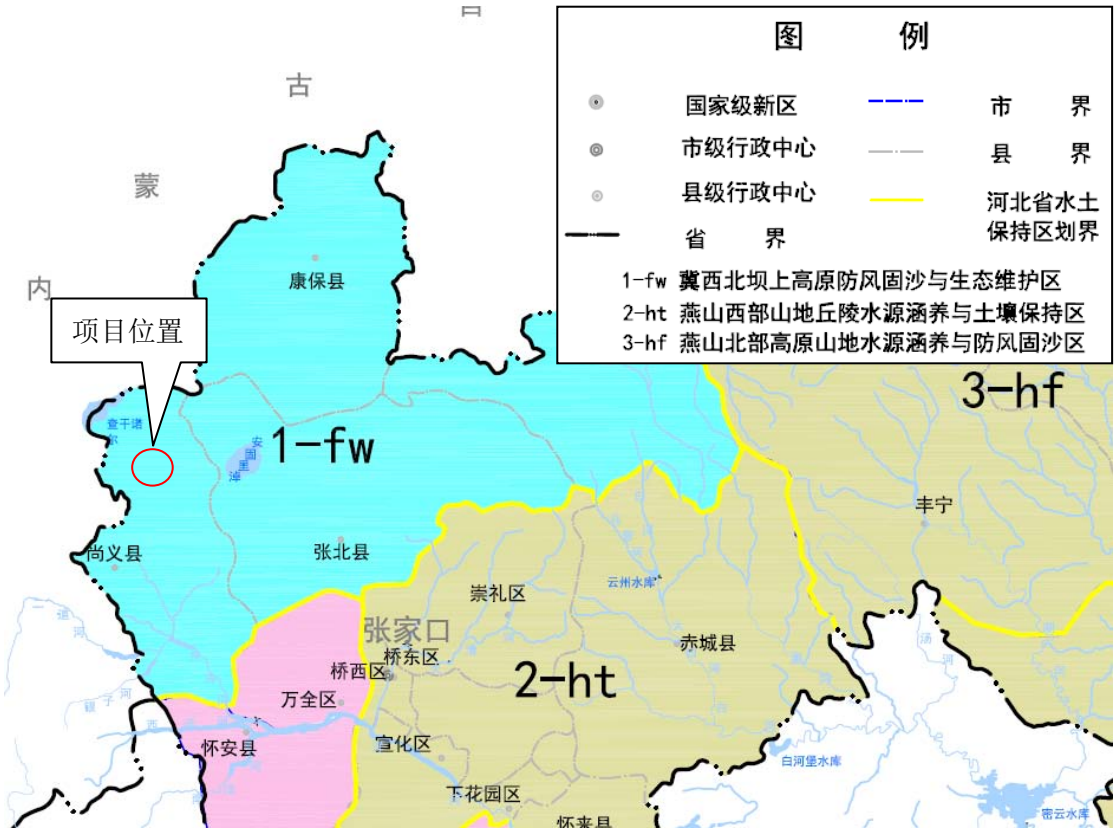 图 例
国家级新区
市 界
市级行政中心
县 界
县级行政中心
河北省水土
保持区划界
省 界
1-fw 冀西北坝上高原防风固沙与生态维护区
2-ht 燕山西部山地丘陵水源涵养与土壤保持区
3-hf 燕山北部高原山地水源涵养与防风固沙区
古
蒙
内
康保县
项目位置
3-hf
查干诺
尔
1-fw
安
固
里
淖
丰宁
尚义县
张北县
云州水库
崇礼区
张家口
赤城县
桥东区
桥西区
2-ht
汤
河
万全区
银
子
河
怀安县
宣化区
白河堡水库
下花园区
密云水库
怀来县